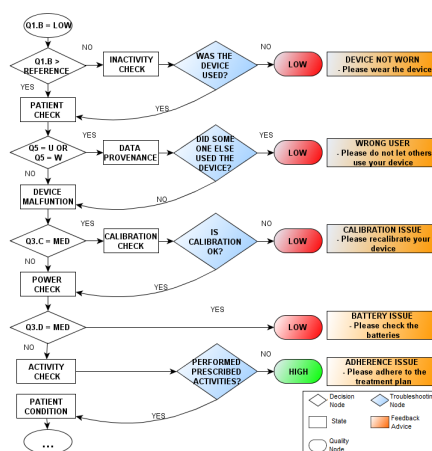 Q1.B = LOW
Q1.B >
REFERENCE
NO
INACTIVITY
CHECK
WAS THE
DEVICE
USED?
NO
LOW
DEVICE NOT WORN
- Please wear the device
YES
YES
PATIENT
CHECK
Q5 = U OR
Q5 = W
YES
DATA
PROVENANCE
DID SOME
ONE ELSE
USED THE
DEVICE?
YES
LOW
WRONG USER
- Please do not let others
use your device
NO
NO
DEVICE
MALFUNTION
Q3.C = MED
YES
CALIBRATION
CHECK
IS
CALIBRATION
OK?
NO
LOW
CALIBRATION ISSUE
- Please recalibrate your
device
NO
YES
POWER
CHECK
Q3.D = MED
YES
LOW
BATTERY ISSUE
- Please check the
batteries
NO
ACTIVITY
CHECK
PERFORMED
PRESCRIBED
ACTIVITIES?
NO
HIGH
ADHERENCE ISSUE
- Please adhere to the
treatment plan
YES
PATIENT
CONDITION
...
Decision
Node
Troubleshooting
Node
State
Feedback
Advice
Quality
Node